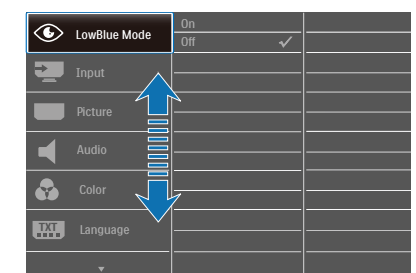 LowBlue Mode
On
Off
Input
Picture
Audio
Color
TXT
Language